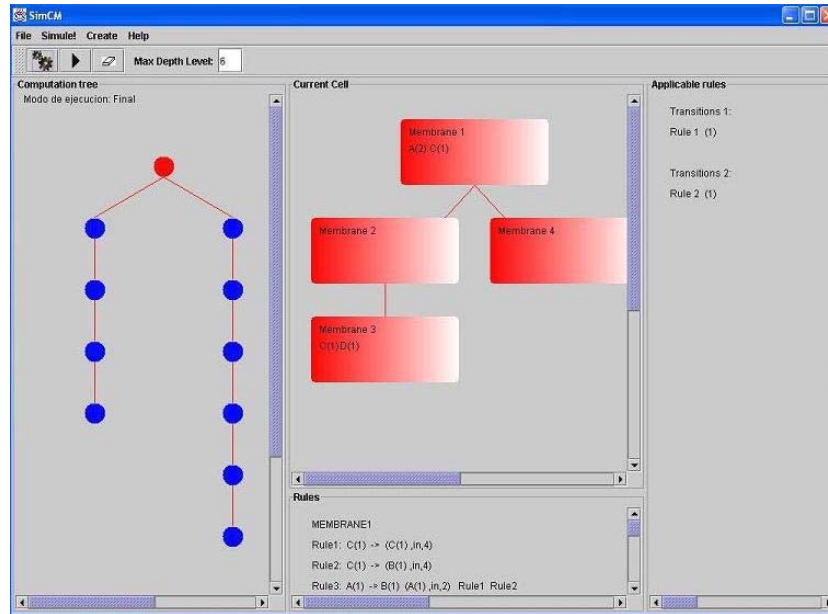 SimCM
File Simule! Create Help
Max Depth Level: 6
Computation tree
Modo de ejecucion: Final
Current Cell
Membrane 1
A(2) C(1)
Membrane 2
Membrane 4
Membrane 3
C(1)D(1)
Rules
MEMBRANE1
Rule1: C(1) -> (C(1) ,in,4)
Rule2: C(1) -> (B(1) ,in,4)
Rule3: A(1) -> B(1) (A(1) ,in,2) Rule1 Rule2
Applicable rules
Transitions 1:
Rule 1 (1)
Transitions 2:
Rule 2 (1)